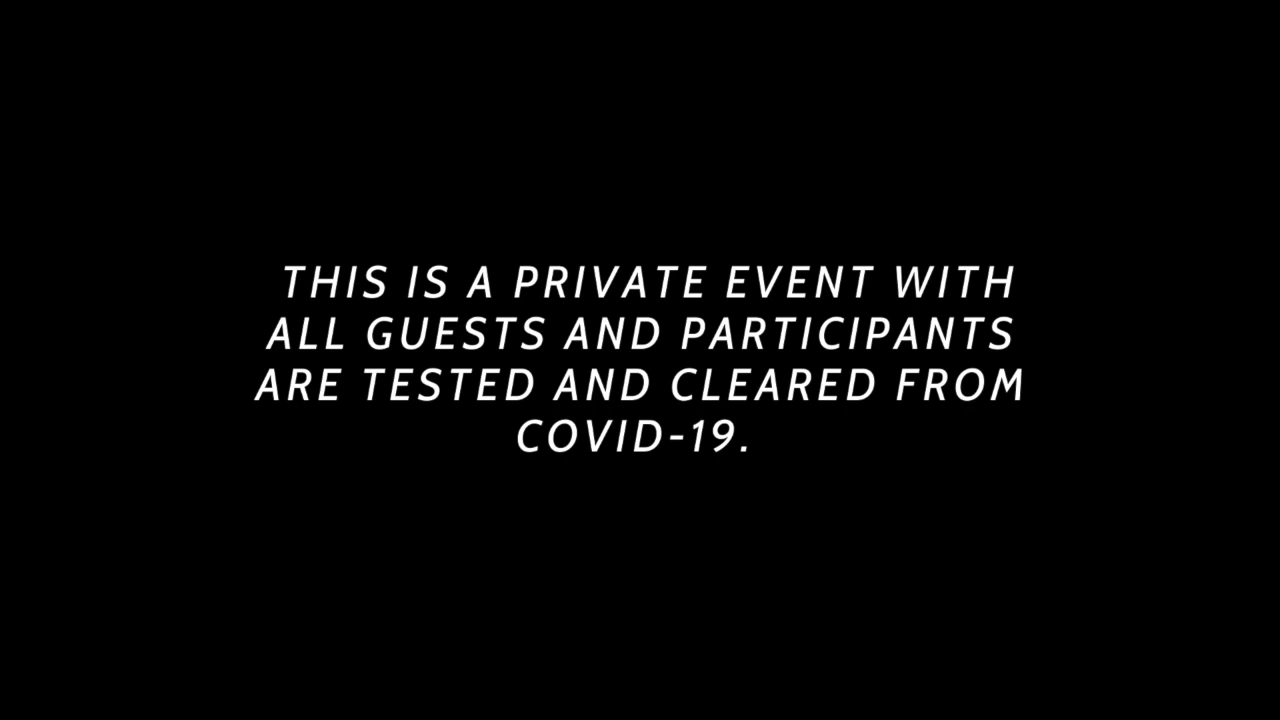 THIS IS A PRIVATE EVENT WITH
ALL GUESTS AND PARTICIPANTS
ARE TESTED AND CLEARED FROM
COVID-19.